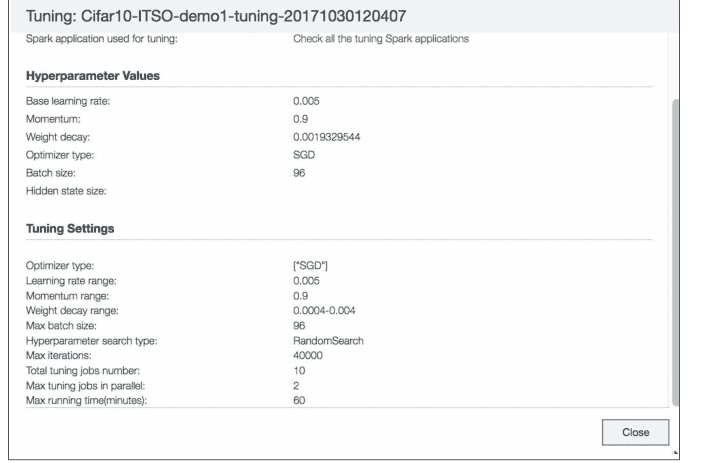 Tuning: Cifar10-ITSO-demo1-tuning-20171030120407
Spark application used for tuning: Check all the tuning Spark applications
Hyperparameter Values
Base learning rate: 0.005
Momentum: 0.9
Weight decay: 0.0019329544
Optimizer type: SGD
Batch size: 96
Hidden state size:
Tuning Settings
Optimizer type: ["SGD"]
Learning rate range: 0.005
Momentum range: 0.9
Weight decay range: 0.0004-0.004
Max batch size: 96
Hyperparameter search type: RandomSearch
Max iterations: 40000
Total tuning jobs number: 10
Max tuning jobs in parallel: 2
Max running time(minutes): 60
Close